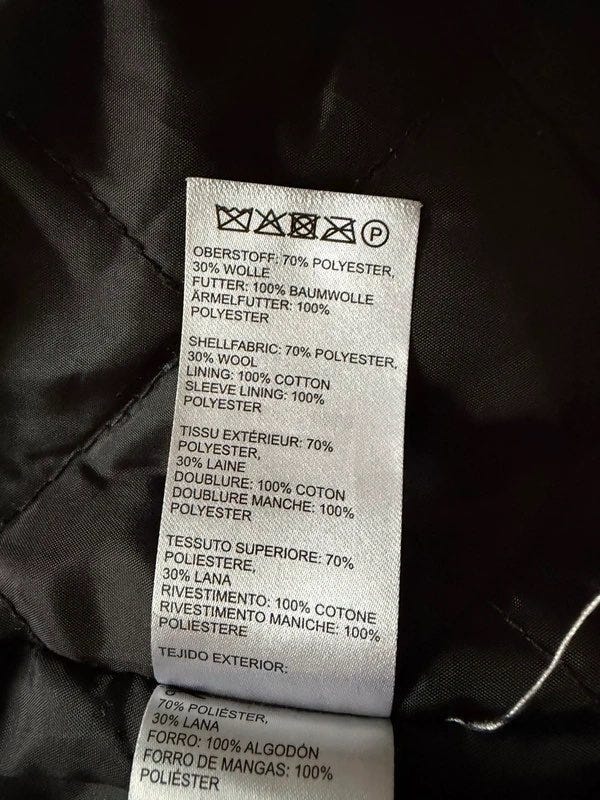 P
OBERSTOFF: 70% POLYESTER,
30% WOLLE
FUTTER: 100% BAUMWOLLE
ÄRMELFUTTER: 100%
POLYESTER
SHELLFABRIC: 70% POLYESTER,
30% WOOL
LINING: 100% COTTON
SLEEVE LINING: 100%
POLYESTER
TISSU EXTÉRIEUR: 70%
POLYESTER,
30% LAINE
DOUBLURE: 100% COTON
DOUBLURE MANCHE: 100%
POLYESTER
TESSUTO SUPERIORE: 70%
POLIESTERE,
30% LANA
RIVESTIMENTO: 100% COTONE
RIVESTIMENTO MANICHE: 100%
POLIESTERE
TEJIDO EXTERIOR:
70% POLIÉSTER,
30% LANA
FORRO: 100% ALGODÓN
FORRO DE MANGAS: 100%
POLIÉSTER